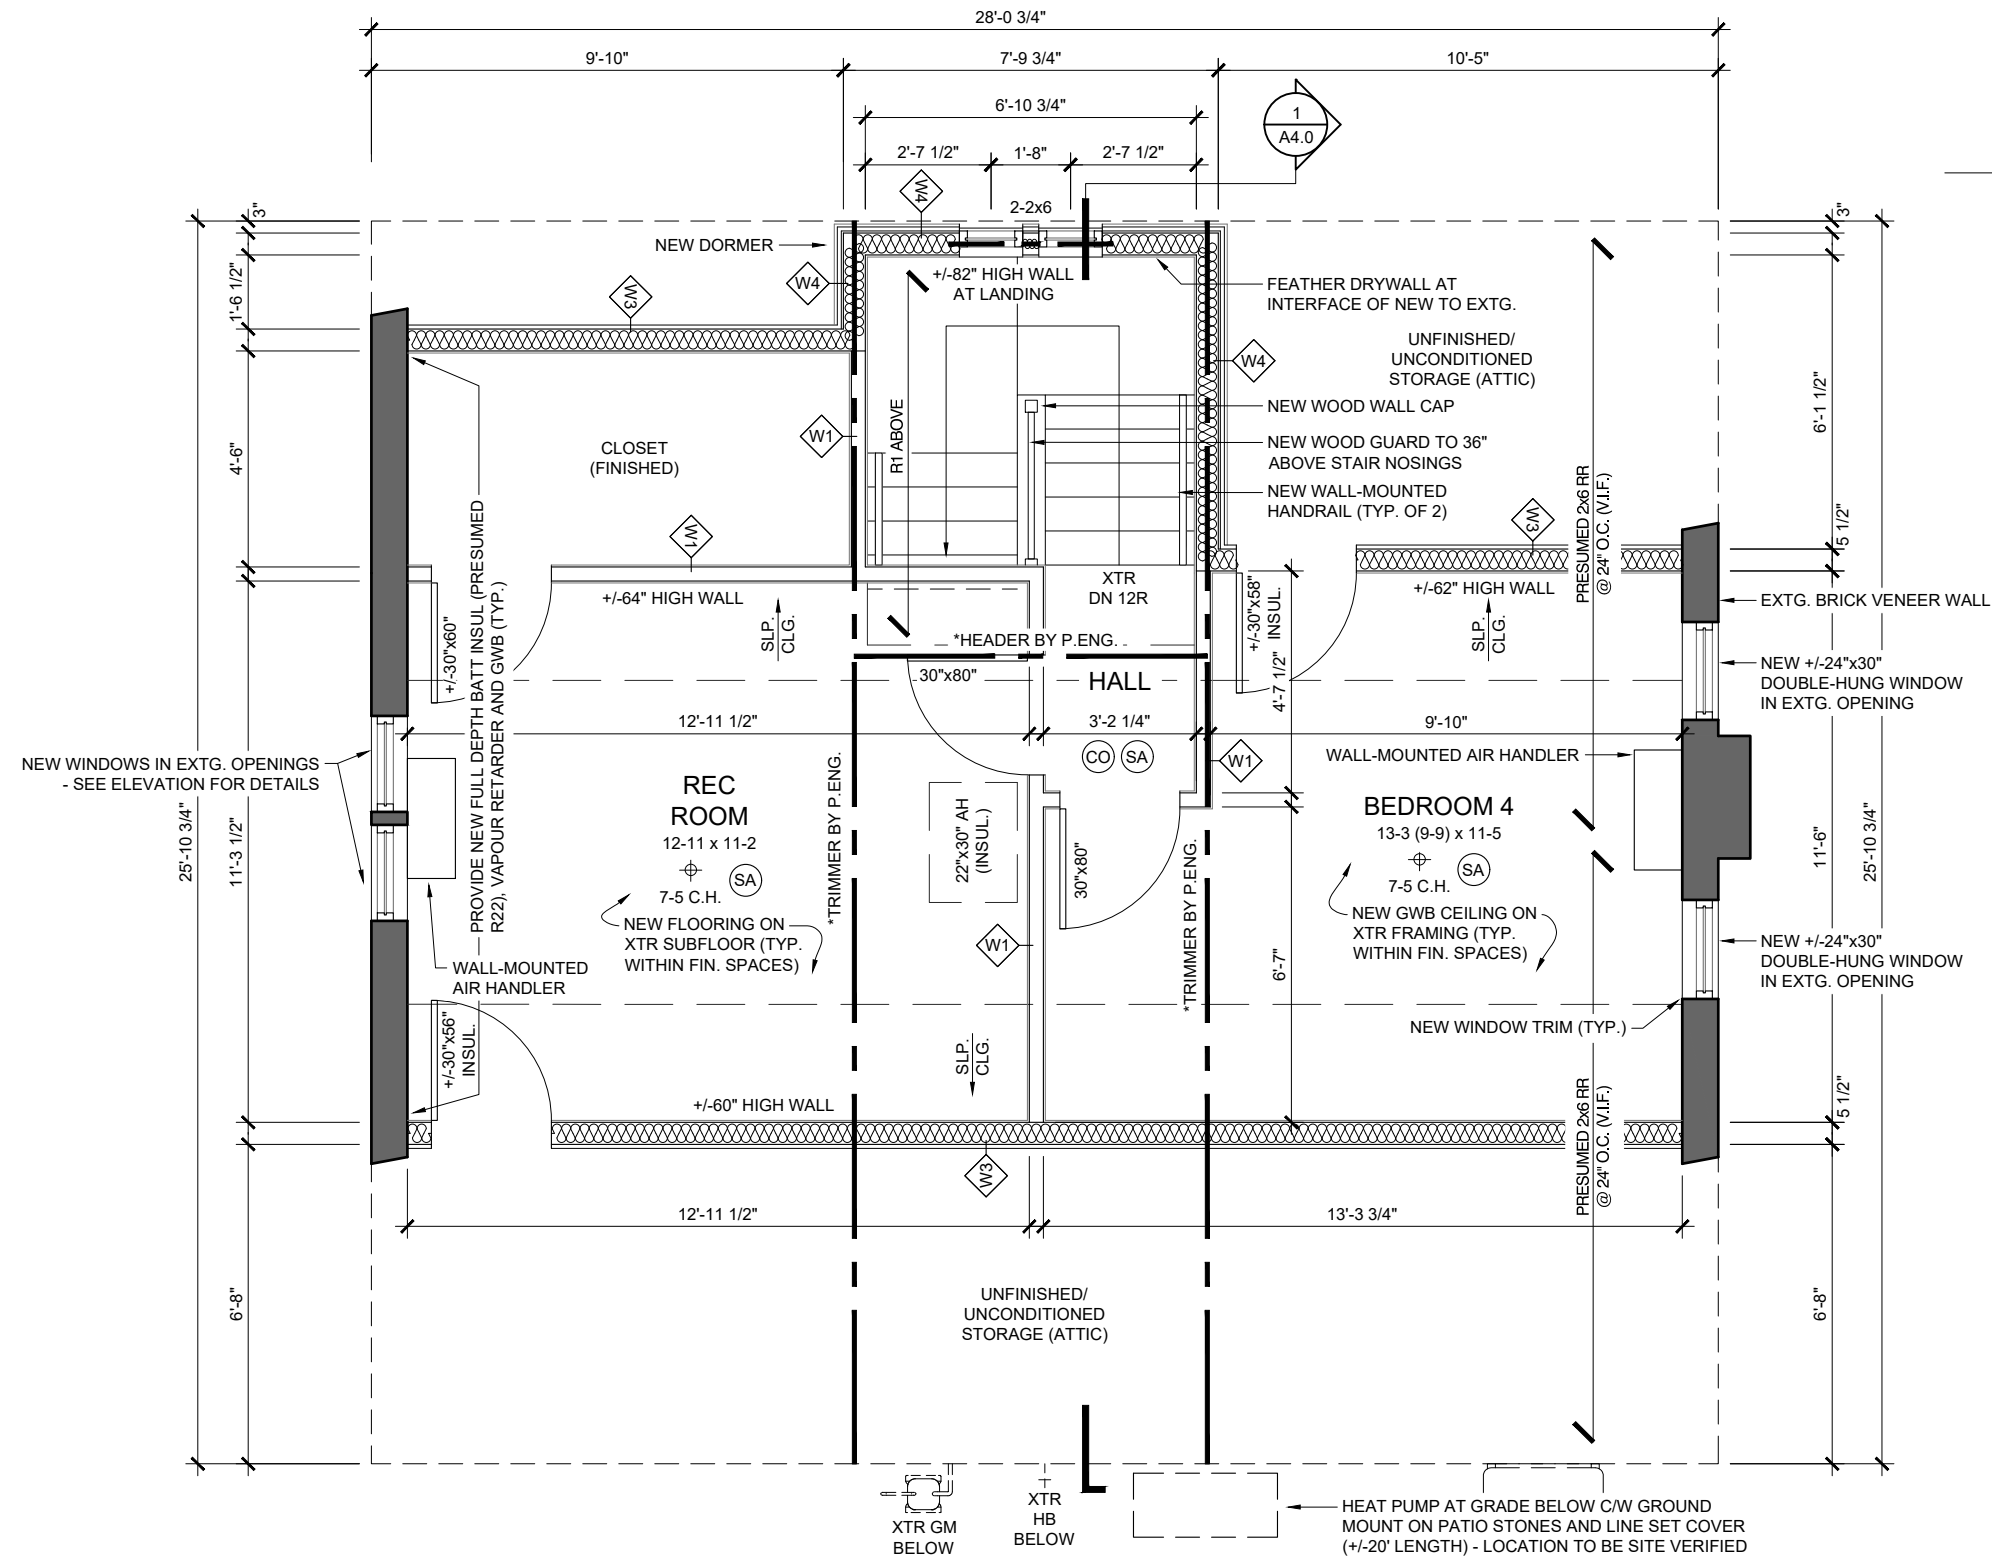 28'-0 3/4"
9'-10"
7'-9 3/4"
10'-5"
6'-10 3/4"
1
A4.0
2'-7 1/2"
1'-8"
2'-7 1/2"
W4
2-2x6
3"
3"
NEW DORMER
+/-82" HIGH WALL
AT LANDING
FEATHER DRYWALL AT
INTERFACE OF NEW TO EXTG.
W4
W3
1'-6 1/2"
UNFINISHED/
UNCONDITIONED
STORAGE (ATTIC)
W4
NEW WOOD WALL CAP
6'-1 1/2"
R1 ABOVE
W1
CLOSET
(FINISHED)
4'-6"
NEW WOOD GUARD TO 36"
ABOVE STAIR NOSINGS
NEW WALL-MOUNTED
HANDRAIL (TYP. OF 2)
PRESUMED 2x6 RR
@ 24" O.C. (V.I.F.)
W1
W3
5 1/2"
XTR
DN 12R
+/-64" HIGH WALL
+/-62" HIGH WALL
EXTG. BRICK VENEER WALL
+/-30"x60"
SLP.
CLG.
*HEADER BY P.ENG.
+/-30"x58"
INSUL.
SLP.
CLG.
30"x80"
HALL
4'-7 1/2"
NEW +/-24"x30"
DOUBLE-HUNG WINDOW
IN EXTG. OPENING
PROVIDE NEW FULL DEPTH BATT INSUL (PRESUMED
R22), VAPOUR RETARDER AND GWB (TYP.)
12'-11 1/2"
3'-2 1/4"
9'-10"
CO
SA
W1
WALL-MOUNTED AIR HANDLER
NEW WINDOWS IN EXTG. OPENINGS
- SEE ELEVATION FOR DETAILS
REC
ROOM
12-11 x 11-2
SA
7-5 C.H.
*TRIMMER BY P.ENG.
22"x30" AH
(INSUL.)
30"x80"
BEDROOM 4
13-3 (9-9) x 11-5
SA
7-5 C.H.
25'-10 3/4"
11'-3 1/2"
11'-6"
25'-10 3/4"
NEW FLOORING ON
XTR SUBFLOOR (TYP.
WITHIN FIN. SPACES)
W1
*TRIMMER BY P.ENG.
NEW GWB CEILING ON
XTR FRAMING (TYP.
WITHIN FIN. SPACES)
NEW +/-24"x30"
DOUBLE-HUNG WINDOW
IN EXTG. OPENING
WALL-MOUNTED
AIR HANDLER
6'-7"
NEW WINDOW TRIM (TYP.)
+/-30"x56"
INSUL.
SLP.
CLG.
+/-60" HIGH WALL
5 1/2"
PRESUMED 2x6 RR
@ 24" O.C. (V.I.F.)
W3
12'-11 1/2"
13'-3 3/4"
6'-8"
6'-8"
UNFINISHED/
UNCONDITIONED
STORAGE (ATTIC)
XTR GM
BELOW
XTR
HB
BELOW
HEAT PUMP AT GRADE BELOW C/W GROUND
MOUNT ON PATIO STONES AND LINE SET COVER
(+/-20' LENGTH) - LOCATION TO BE SITE VERIFIED